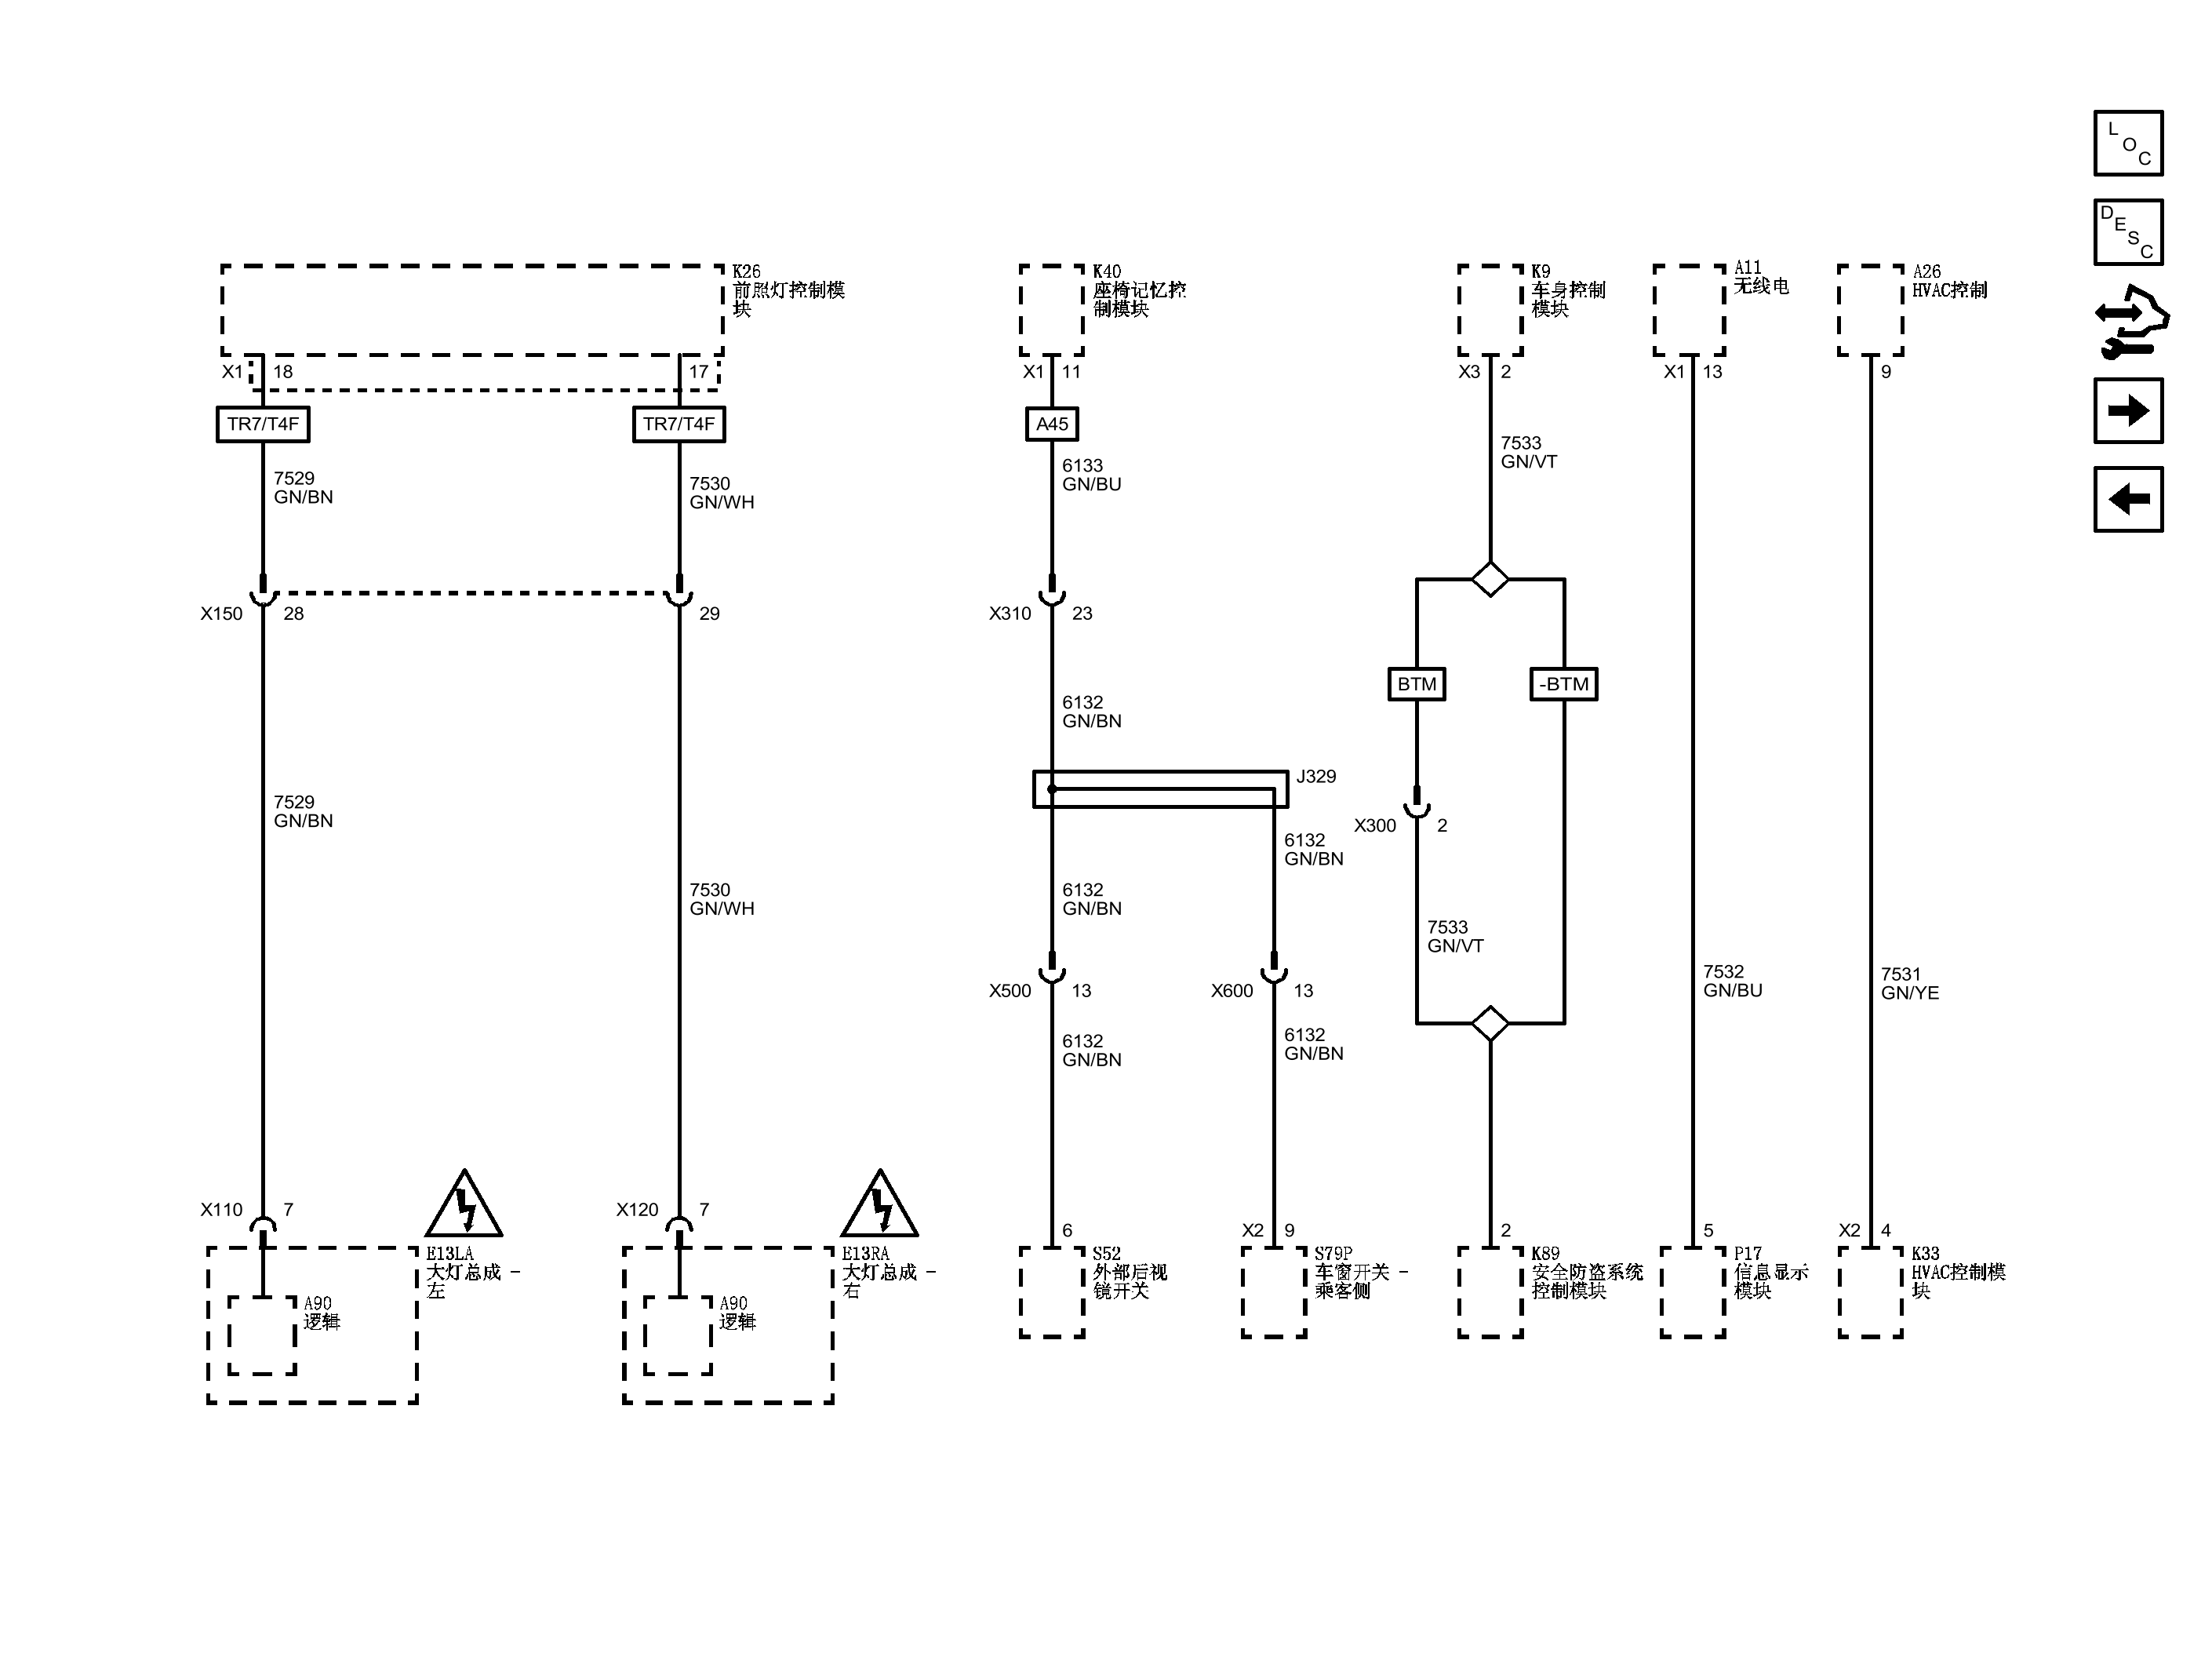 L
O
C
D
E
S
C
K26
前照灯控制模
块
K40
座椅记忆控
制模块
K9
车身控制
模块
A11
无线电
A26
HVAC控制
X1 18
17
X1 11
X3 2
X1 13
9
TR7/T4F
TR7/T4F
A45
7529
GN/BN
7530
GN/WH
6133
GN/BU
7533
GN/VT
X150 28
29
X310 23
BTM
-BTM
6132
GN/BN
J329
7529
GN/BN
X300 2
6132
GN/BN
7530
GN/WH
6132
GN/BN
7533
GN/VT
X500 13
X600 13
7532
GN/BU
7531
GN/YE
6132
GN/BN
6132
GN/BN
X110 7
X120 7
6
X2 9
2
5
X2 4
E13LA
大灯总成 -
左
A90
逻辑
E13RA
大灯总成 -
右
A90
逻辑
S52
外部后视
镜开关
S79P
车窗开关 -
乘客侧
K89
安全防盗系统
控制模块
P17
信息显示
模块
K33
HVAC控制模
块